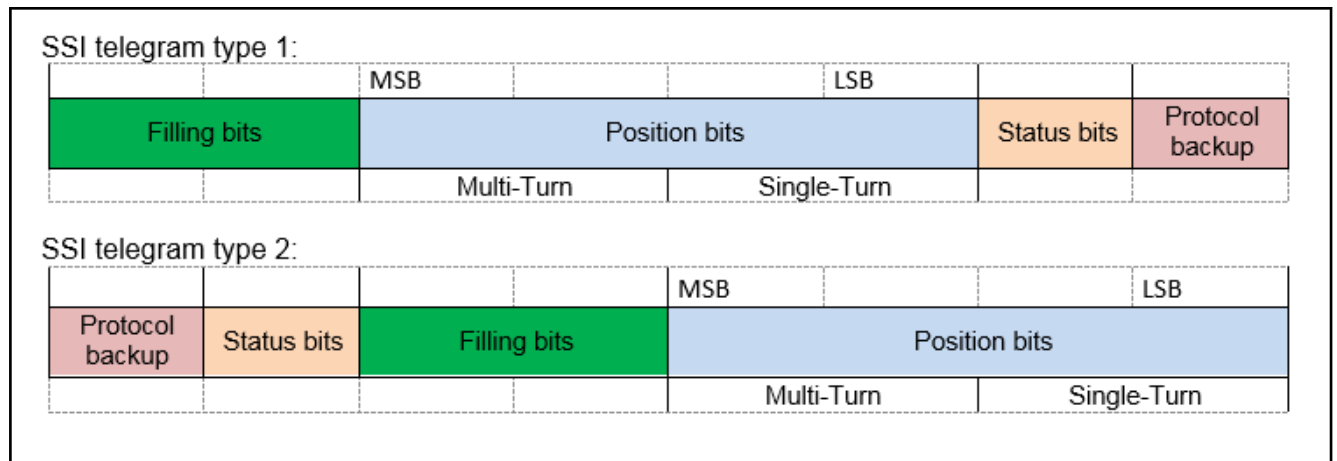 SSI telegram type 1:
MSB LSB
Filling bits Position bits Status bits Protocol backup
Multi-Turn Single-Turn
SSI telegram type 2:
MSB LSB
Protocol backup Status bits Filling bits Position bits
Multi-Turn Single-Turn